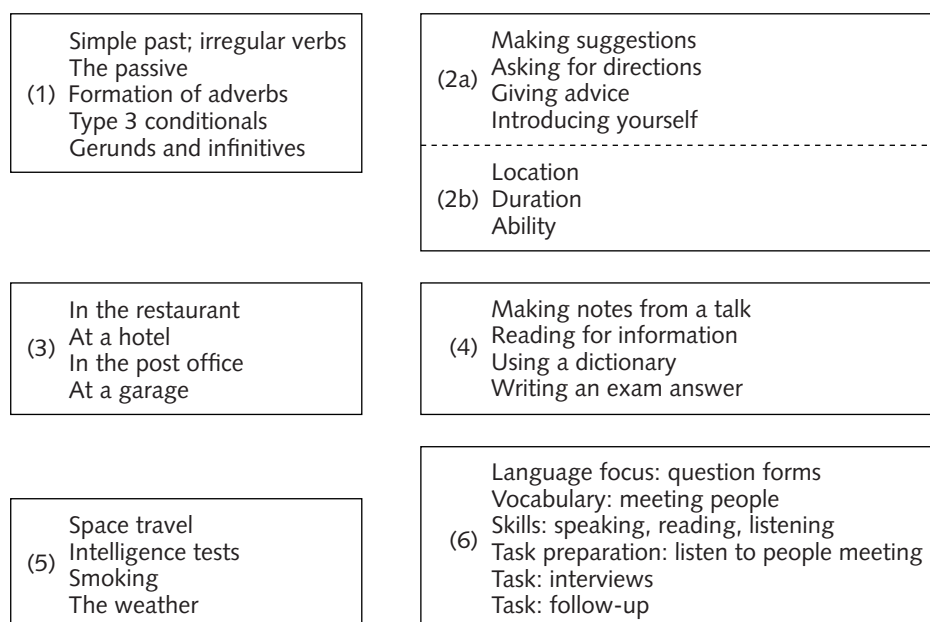 Simple past; irregular verbs
The passive
(1) Formation of adverbs
Type 3 conditionals
Gerunds and infinitives
Making suggestions
(2a) Asking for directions
Giving advice
Introducing yourself
Location
(2b) Duration
Ability
In the restaurant
(3) At a hotel
In the post office
At a garage
Making notes from a talk
(4) Reading for information
Using a dictionary
Writing an exam answer
Space travel
(5) Intelligence tests
Smoking
The weather
Language focus: question forms
Vocabulary: meeting people
(6) Skills: speaking, reading, listening
Task preparation: listen to people meeting
Task: interviews
Task: follow-up